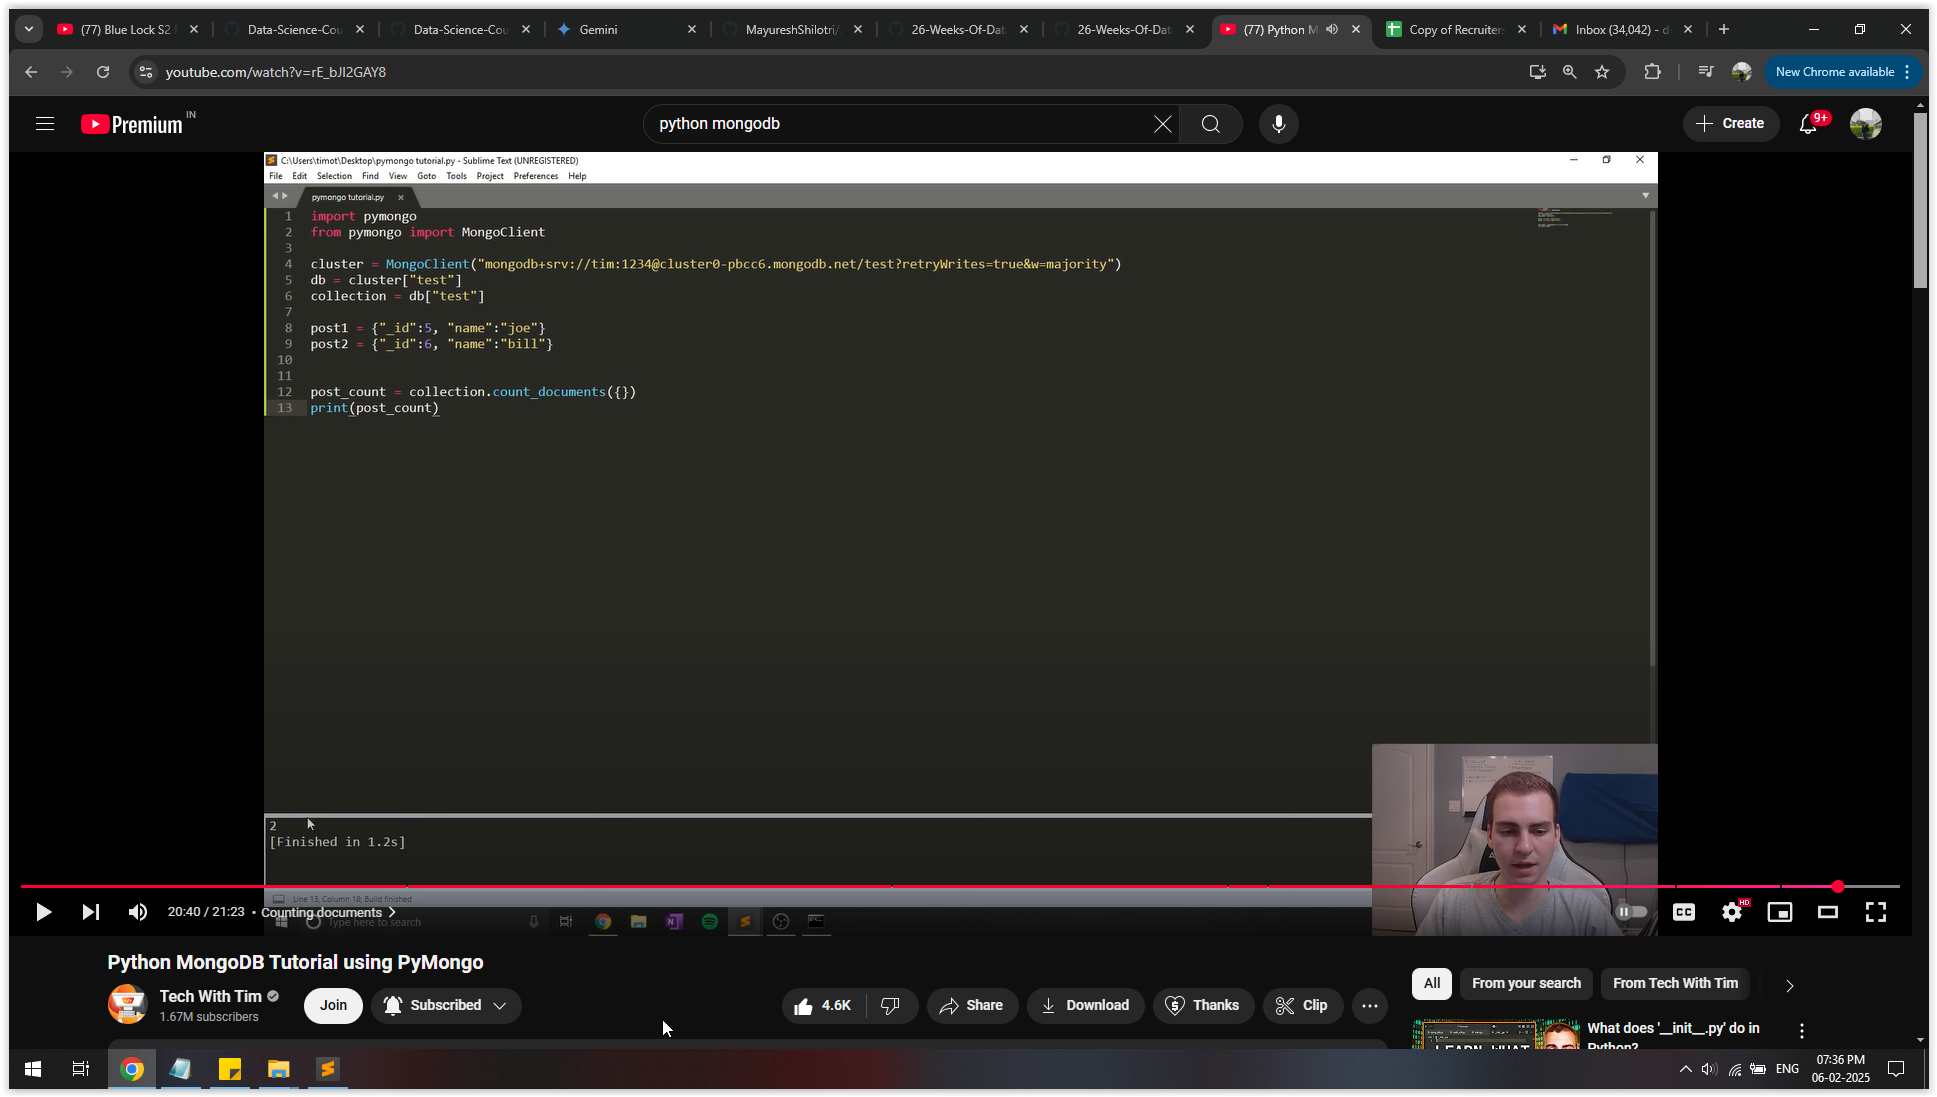 (77) Blue Lock S2
Data-Science-Cou
Data-Science-Cou
Gemini
MayureshShilotri/
26-Weeks-Of-Dat
26-Weeks-Of-Dat
(77) Python M
Copy of Recruiter
Inbox (34,042) - d
youtube.com/watch?v=rE_bJl2GAY8
New Chrome available
Premium IN
python mongodb
Create
9+
C:\Users\timot\Desktop\pymongo tutorial.py - Sublime Text (UNREGISTERED)
File Edit Selection Find View Goto Tools Project Preferences Help
pymongo tutorial.py
1 import pymongo
2 from pymongo import MongoClient
3
4 cluster = MongoClient("mongodb+srv://tim:1234@cluster0-pbcc6.mongodb.net/test?retryWrites=true&w=majority")
5 db = cluster["test"]
6 collection = db["test"]
7
8 post1 = {"_id":5, "name":"joe"}
9 post2 = {"_id":6, "name":"bill"}
10
11
12 post_count = collection.count_documents({})
13 print(post_count)
2
[Finished in 1.2s]
Line 13, Column 18; Build finished
20:40 / 21:23 • Counting documents
Type here to search
CC
HD
Python MongoDB Tutorial using PyMongo
Tech With Tim
1.67M subscribers
Join
Subscribed
4.6K
Share
Download
Thanks
Clip
All
From your search
From Tech With Tim
What does '__init__.py' do in
Python?
LEARN WHAT
ENG
07:36 PM
06-02-2025